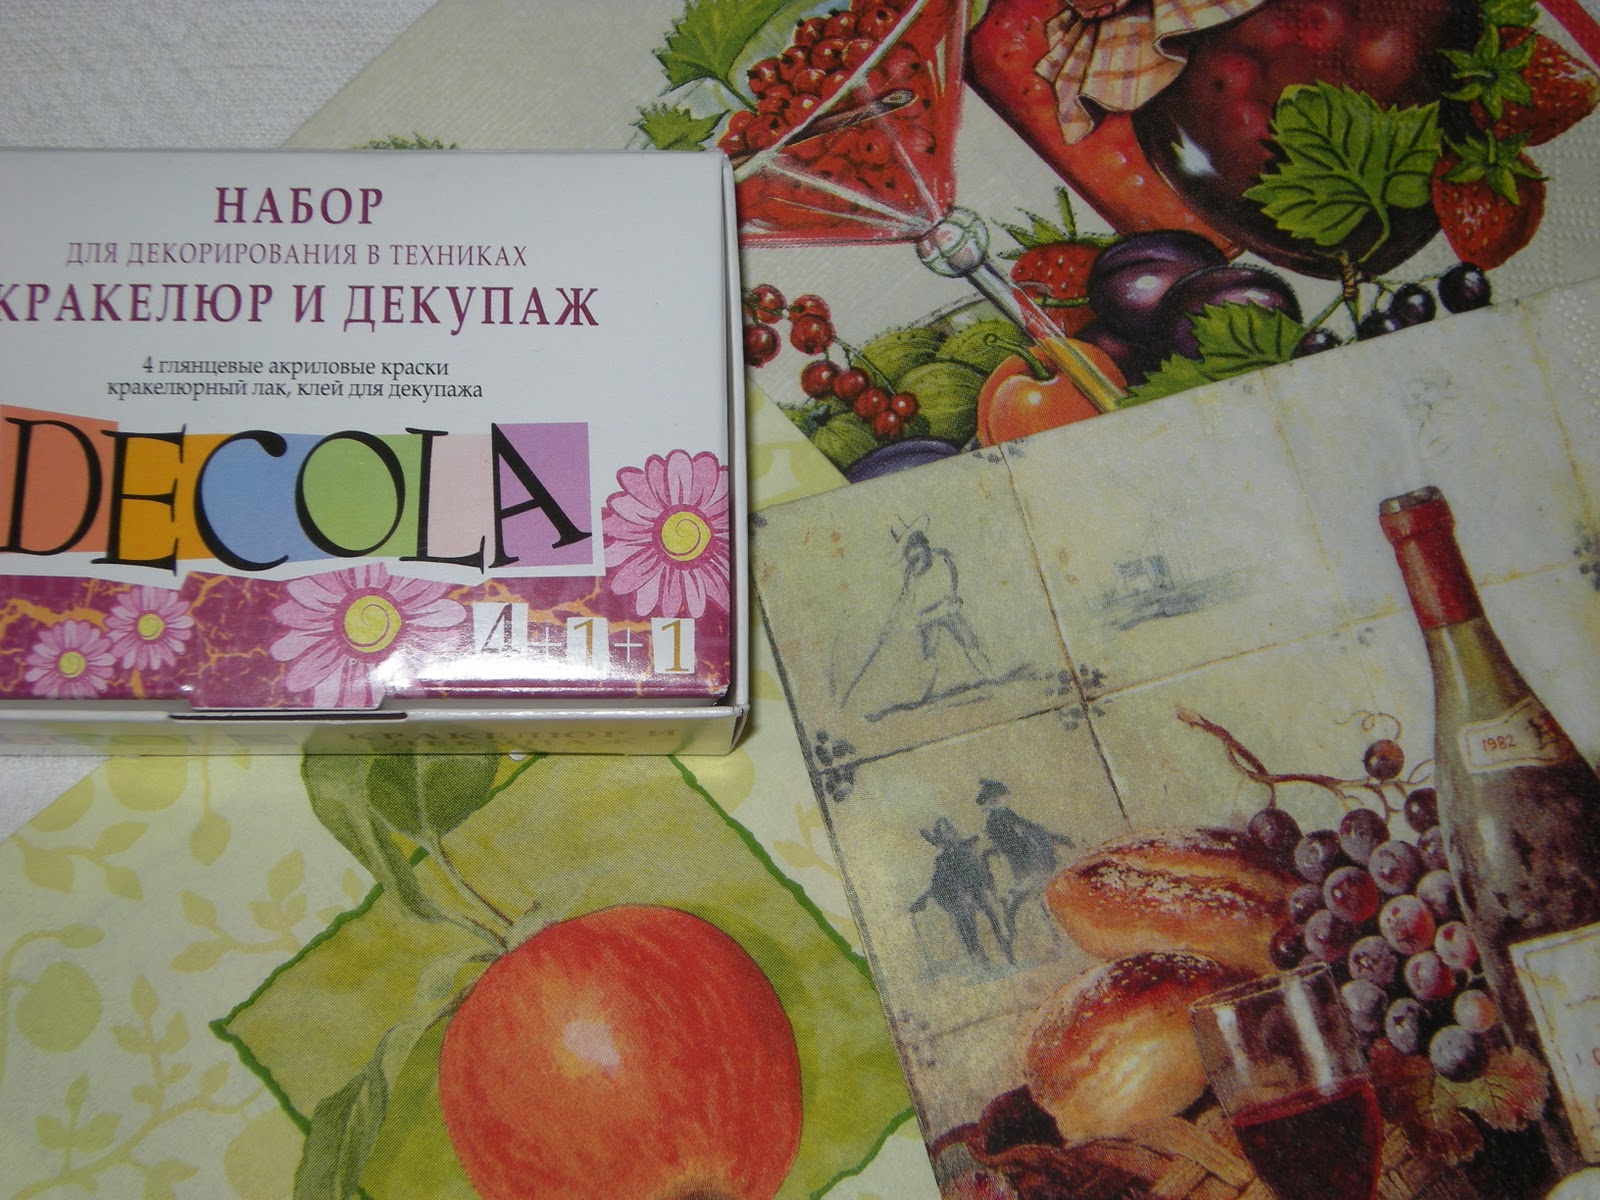 НАБОР
ДЛЯ ДЕКОРИРОВАНИЯ В ТЕХНИКАХ
КРАКЕЛЮР И ДЕКУПАЖ
4 глянцевые акриловые краски
кракелюрный лак, клей для декупажа
DECOLA
4+1+1
КРАКЕЛЮР И
1982